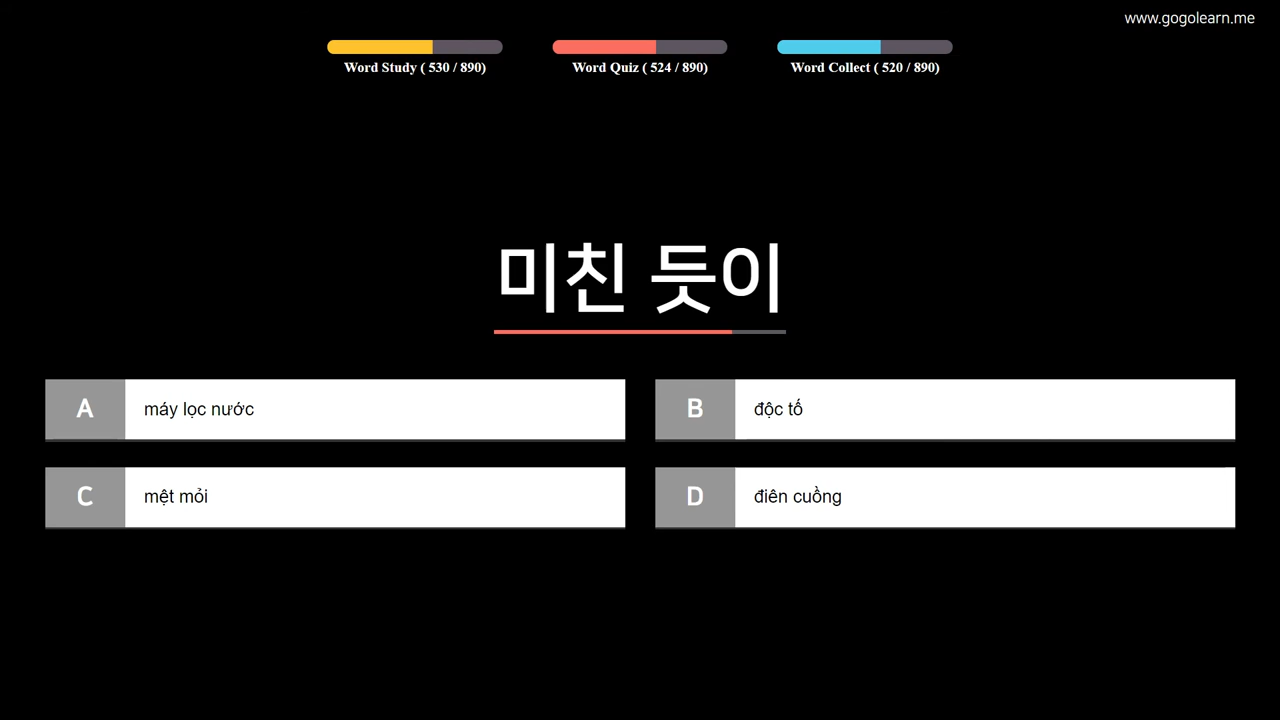 www.gogolearn.me
Word Study ( 530 / 890)
Word Quiz ( 524 / 890)
Word Collect ( 520 / 890)
미친 듯이
A máy lọc nước
B độc tố
C mệt mỏi
D điên cuồng